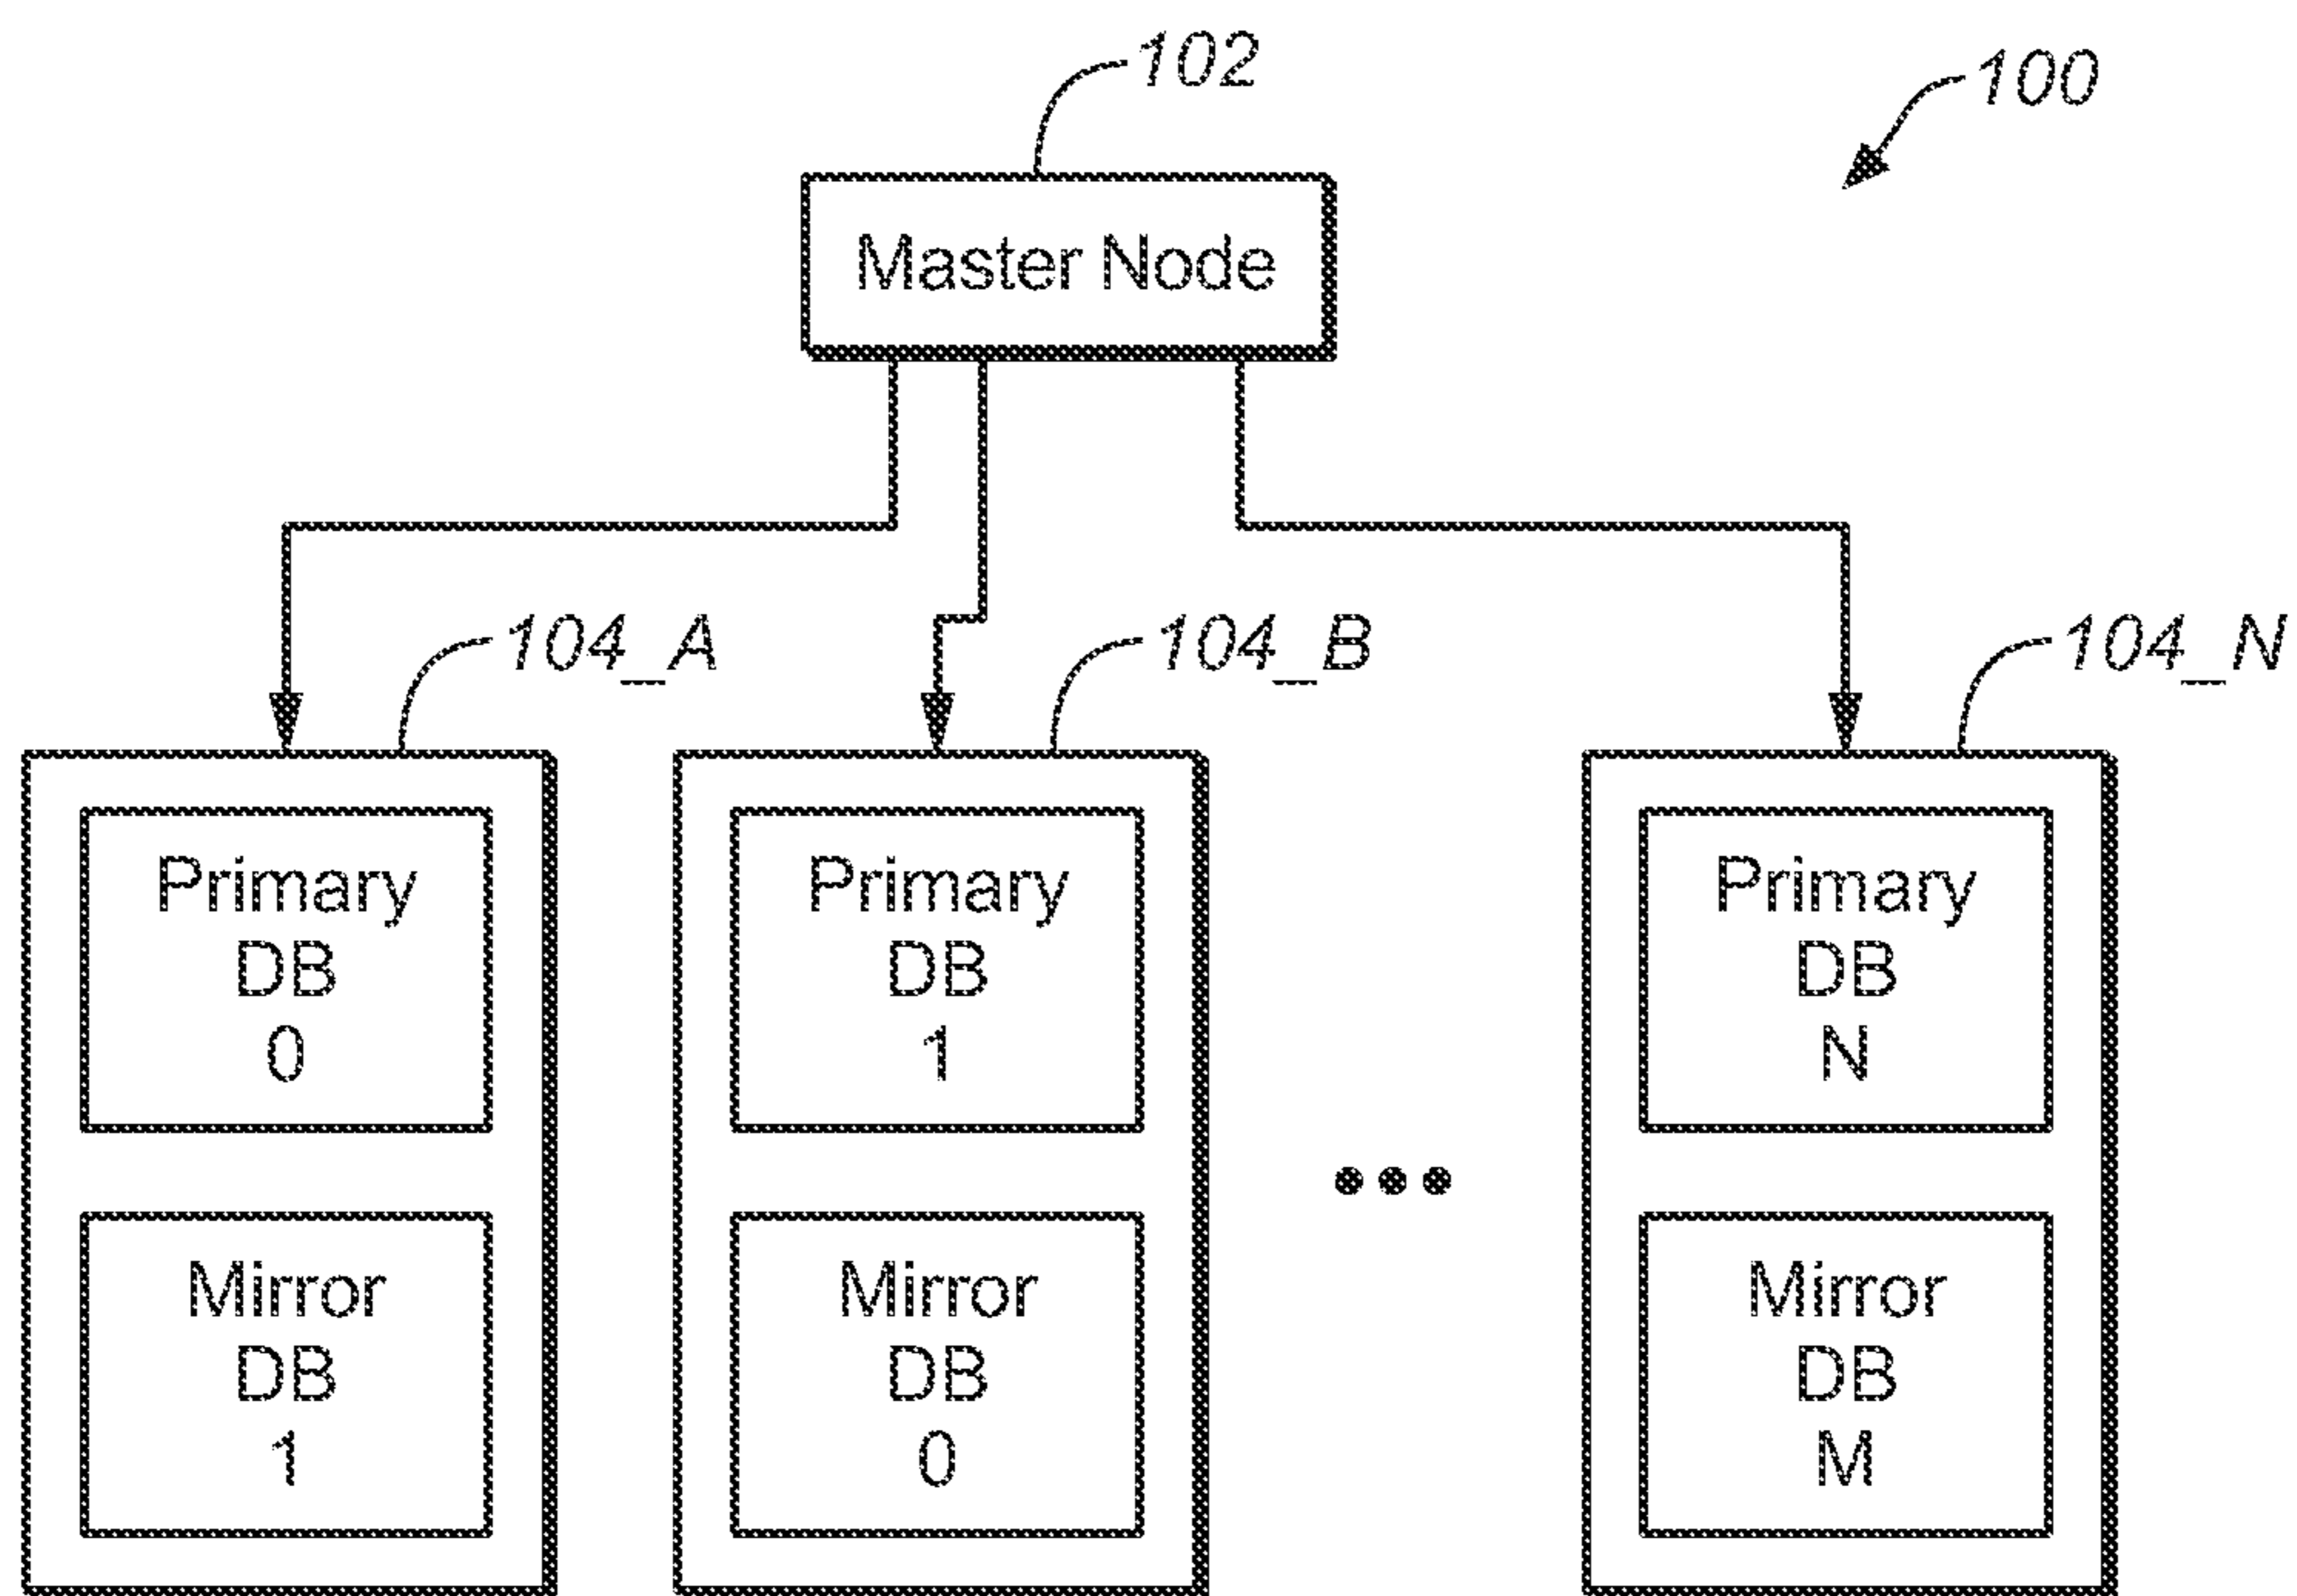 102
100
Master Node
104_A
104_B
104_N
Primary
DB
0
Primary
DB
1
Primary
DB
N
Mirror
DB
1
Mirror
DB
0
Mirror
DB
M